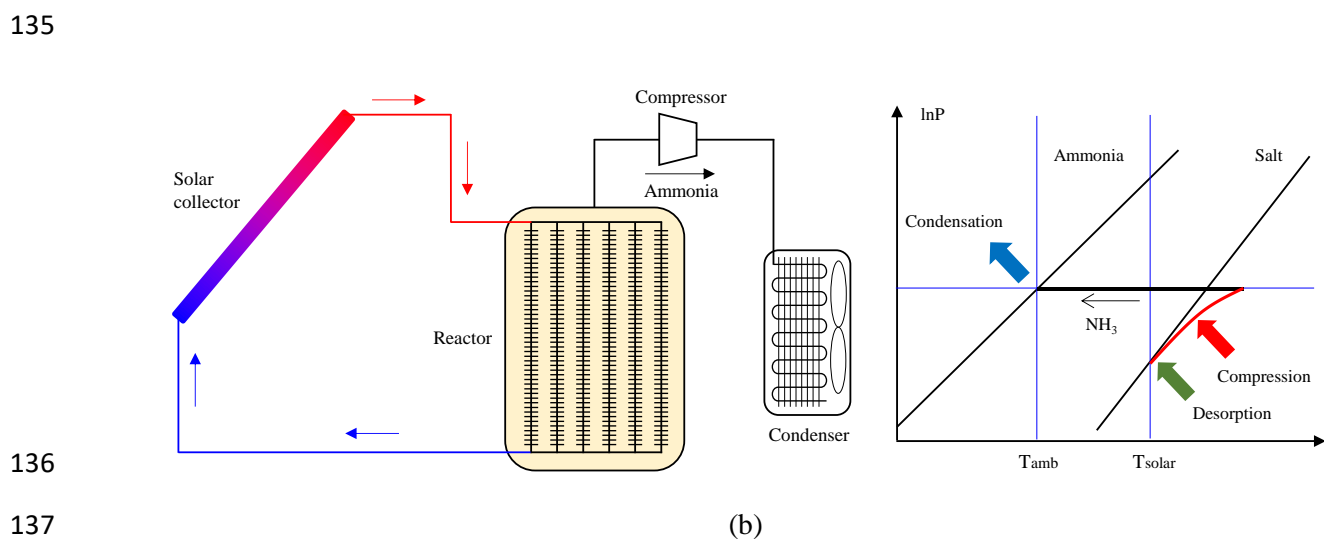 135
Compressor
Ammonia
Solar
collector
Reactor
Condenser
lnP
Ammonia
Salt
Condensation
NH₃
Compression
Desorption
Tamb
Tsolar
136
137
(b)